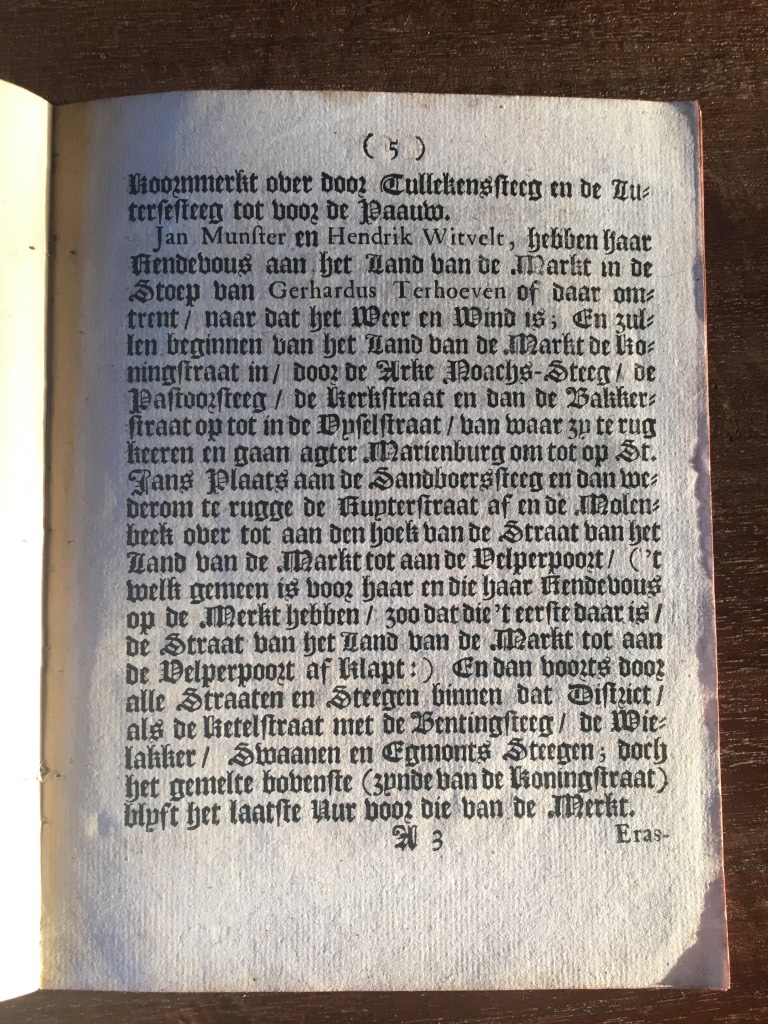 ( 5 )
Koornmerkt over door Tullekenssteeg en de Lu-
tersesteeg tot voor de Paauw.
Jan Munster en Hendrik Witvelt, hebben haar
Rendevous aan het Land van de Markt in de
Stoep van Gerhardus Terhoeven of daar om-
trent / naar dat het Weer en Wind is; En zul-
len beginnen van het Land van de Markt de Ko-
ningstraat in / door de Arke Noachs-Steeg / de
Pastoorsteeg / de Kerkstraat en dan de Bakker-
straat op tot in de Ypselstraat / van waar zy te rug
keeren en gaan agter Marienburg om tot op St.
Jans Plaats aan de Sandboerssteeg en dan we-
derom te rugge de Ruyterstraat af en de Molen-
beek over tot aan den hoek van de Straat van het
Land van de Markt tot aan de Velperpoort / ('t
welk gemeen is voor haar en die haar Rendevous
op de Merkt hebben / zoo dat die 't eerste daar is /
de Straat van het Land van de Markt tot aan
de Velperpoort af klapt:) En dan voorts door
alle Straaten en Steegen binnen dat District /
als de Ketelstraat met de Bentingsteeg / de Wie-
lakker / Swaanen en Egmonts Steegen; doch
het gemelte bovenste (zynde van de Koningstraat)
blyft het laatste Uur voor die van de Merkt.
A 3 Eras-